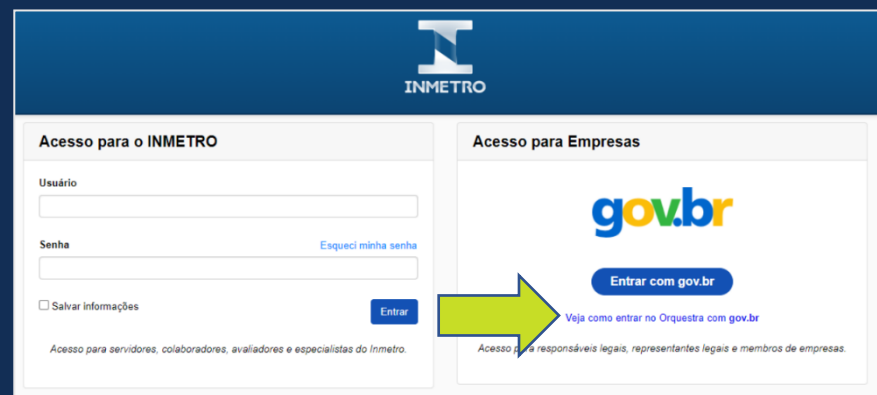 INMETRO
Acesso para o INMETRO
Usuário
Senha
Esqueci minha senha
Salvar informações
Entrar
Acesso para servidores, colaboradores, avaliadores e especialistas do Inmetro.
Acesso para Empresas
gov.br
Entrar com gov.br
Veja como entrar no Orquestra com gov.br
Acesso para responsáveis legais, representantes legais e membros de empresas.